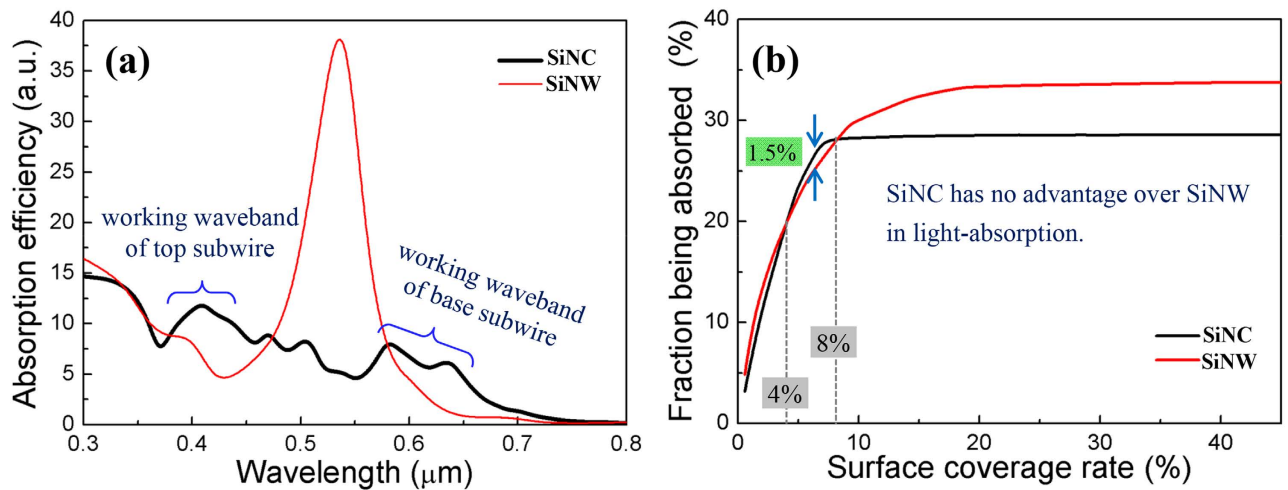 (a)
SiNC
SiNW
working waveband
of top subwire
working waveband
of base subwire
Absorption efficiency (a.u.)
40
35
30
25
20
15
10
5
0
0.3
0.4
0.5
0.6
0.7
0.8
Wavelength (μm)
(b)
1.5%
SiNC has no advantage over SiNW
in light-absorption.
8%
4%
SiNC
SiNW
Fraction being absorbed (%)
40
30
20
10
0
0
10
20
30
40
Surface coverage rate (%)